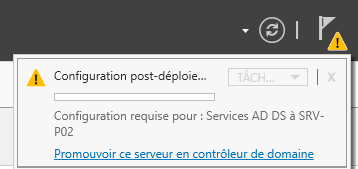 Configuration post-déploie...
TÂCH...
X
Configuration requise pour : Services AD DS à SRV-
P02
Promouvoir ce serveur en contrôleur de domaine